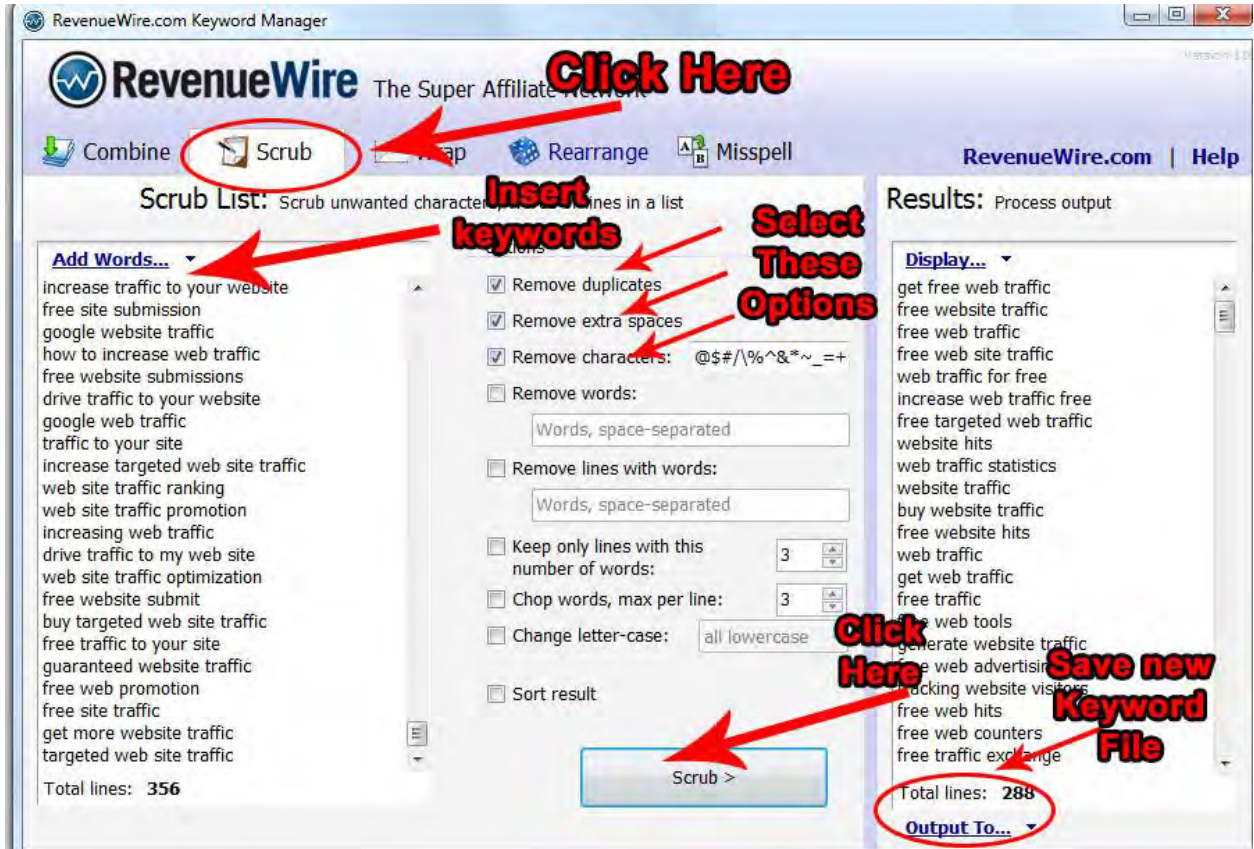 RevenueWire.com Keyword Manager
RevenueWire The Super Affiliate Network
Click Here
Combine Scrub Rearrange Misspell
RevenueWire.com | Help
Scrub List: Scrub unwanted lines in a list
Insert
keywords
Select
These
Options
Add Words...
increase traffic to your website
free site submission
google website traffic
how to increase web traffic
free website submissions
drive traffic to your website
google web traffic
traffic to your site
increase targeted web site traffic
web site traffic ranking
web site traffic promotion
increasing web traffic
drive traffic to my web site
web site traffic optimization
free website submit
buy targeted web site traffic
free traffic to your site
guaranteed website traffic
free web promotion
free site traffic
get more website traffic
targeted web site traffic
Total lines: 356
Remove duplicates
Remove extra spaces
Remove characters: @$#/\%^&*~_=+
Remove words:
Words, space-separated
Remove lines with words:
Words, space-separated
Keep only lines with this
number of words: 3
Chop words, max per line: 3
Change letter-case: all lowercase
Sort result
Click
Here
Scrub >
Results: Process output
Display...
get free web traffic
free website traffic
free web traffic
free web site traffic
web traffic for free
increase web traffic free
free targeted web traffic
website hits
web traffic statistics
website traffic
buy website traffic
free website hits
web traffic
get web traffic
free traffic
free web tools
generate website traffic
free web advertising
tracking website visitors
free web hits
free web counters
free traffic exchange
Save new
Keyword
File
Total lines: 288
Output To...